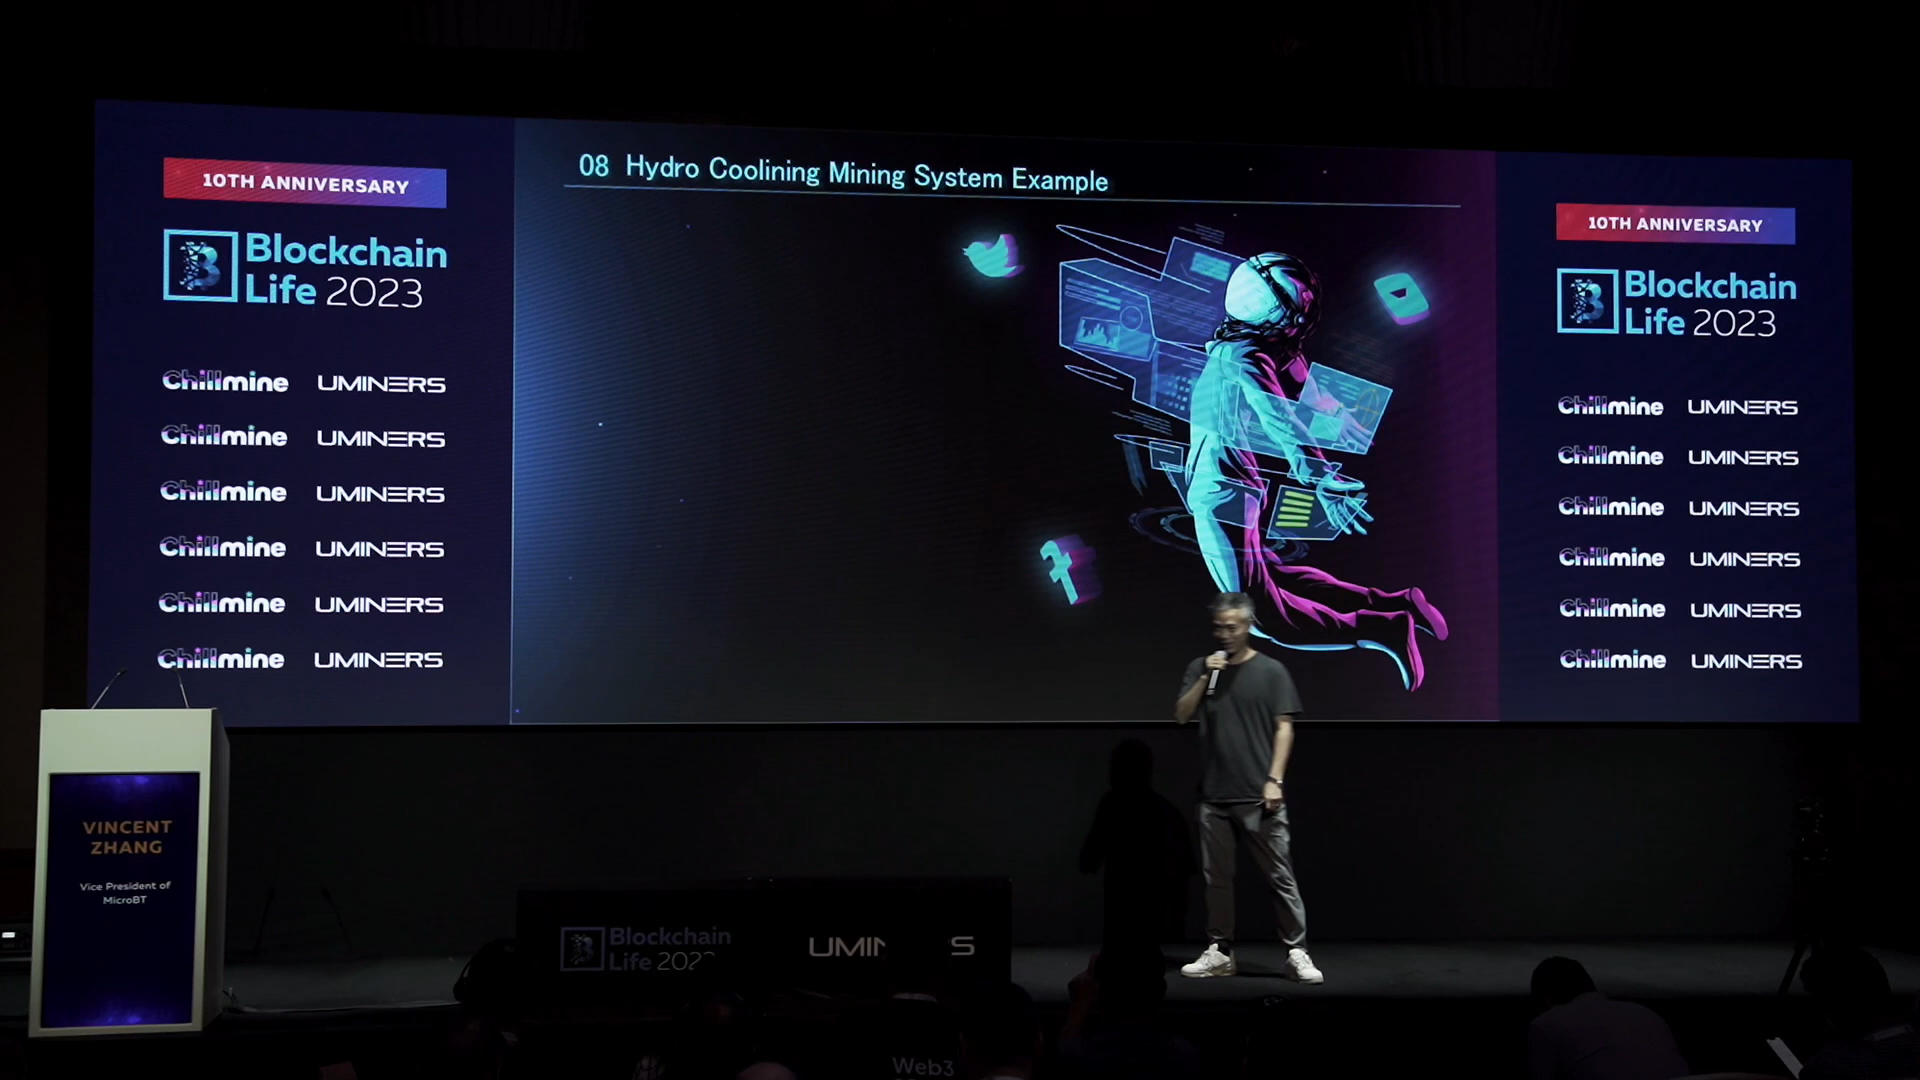 10TH ANNIVERSARY
Blockchain
Life 2023
Chillmine UMINERS
Chillmine UMINERS
Chillmine UMINERS
Chillmine UMINERS
Chillmine UMINERS
Chillmine UMINERS
08 Hydro Coolining Mining System Example
10TH ANNIVERSARY
Blockchain
Life 2023
Chillmine UMINERS
Chillmine UMINERS
Chillmine UMINERS
Chillmine UMINERS
Chillmine UMINERS
Chillmine UMINERS
VINCENT
ZHANG
Vice President of
MicroBT
Blockchain
Life
Web3